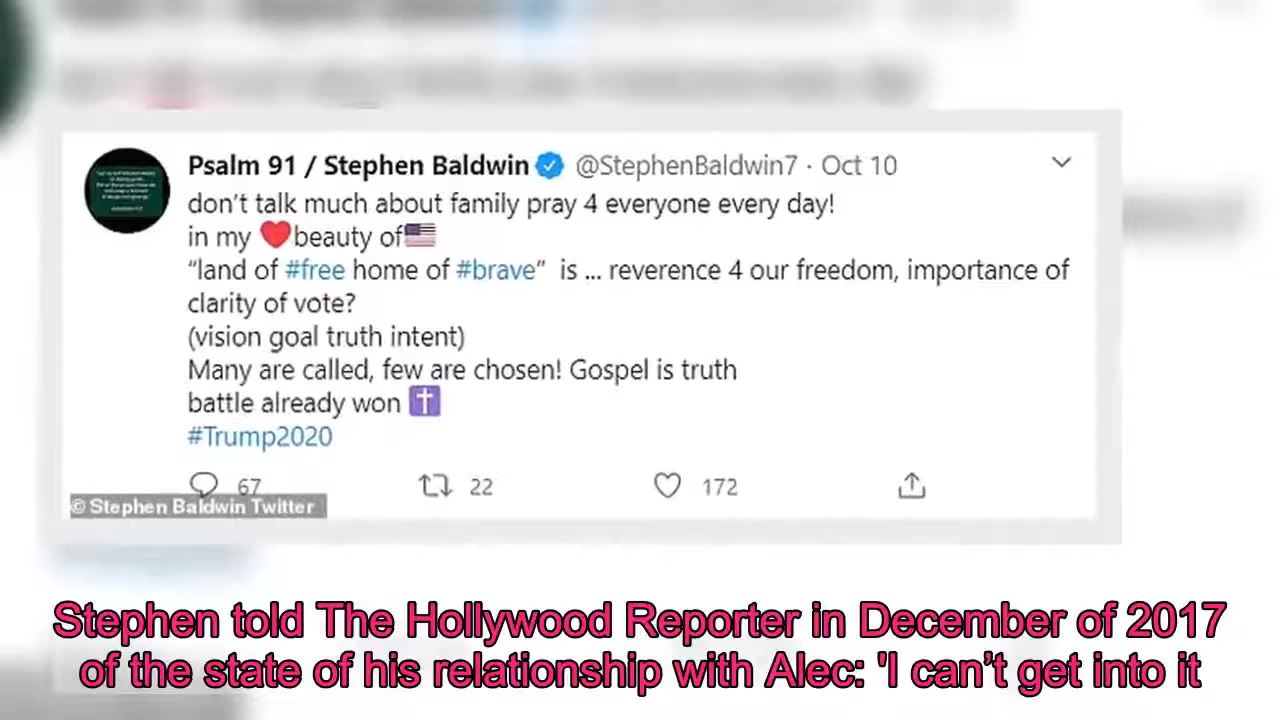 Psalm 91 / Stephen Baldwin @StephenBaldwin7 · Oct 10
don't talk much about family pray 4 everyone every day!
in my ❤️beauty of🇺🇸
“land of #free home of #brave” is ... reverence 4 our freedom, importance of
clarity of vote?
(vision goal truth intent)
Many are called, few are chosen! Gospel is truth
battle already won ✝️
#Trump2020
67 22 172
© Stephen Baldwin Twitter
Stephen told The Hollywood Reporter in December of 2017
of the state of his relationship with Alec: 'I can’t get into it